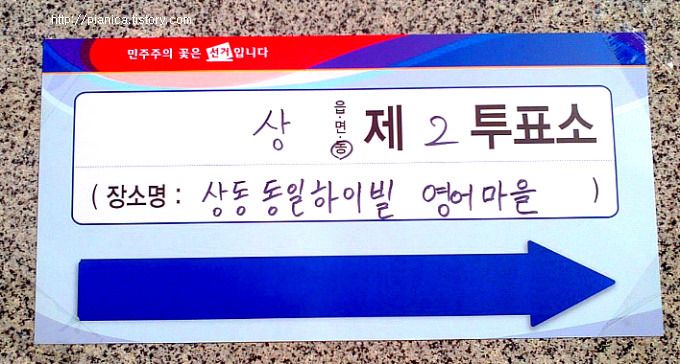 http://pianica.tistory.com
민주주의 꽃은 선거입니다
상 읍·면·동 제 2 투표소
( 장소명 : 상동 동일하이빌 영어마을 )